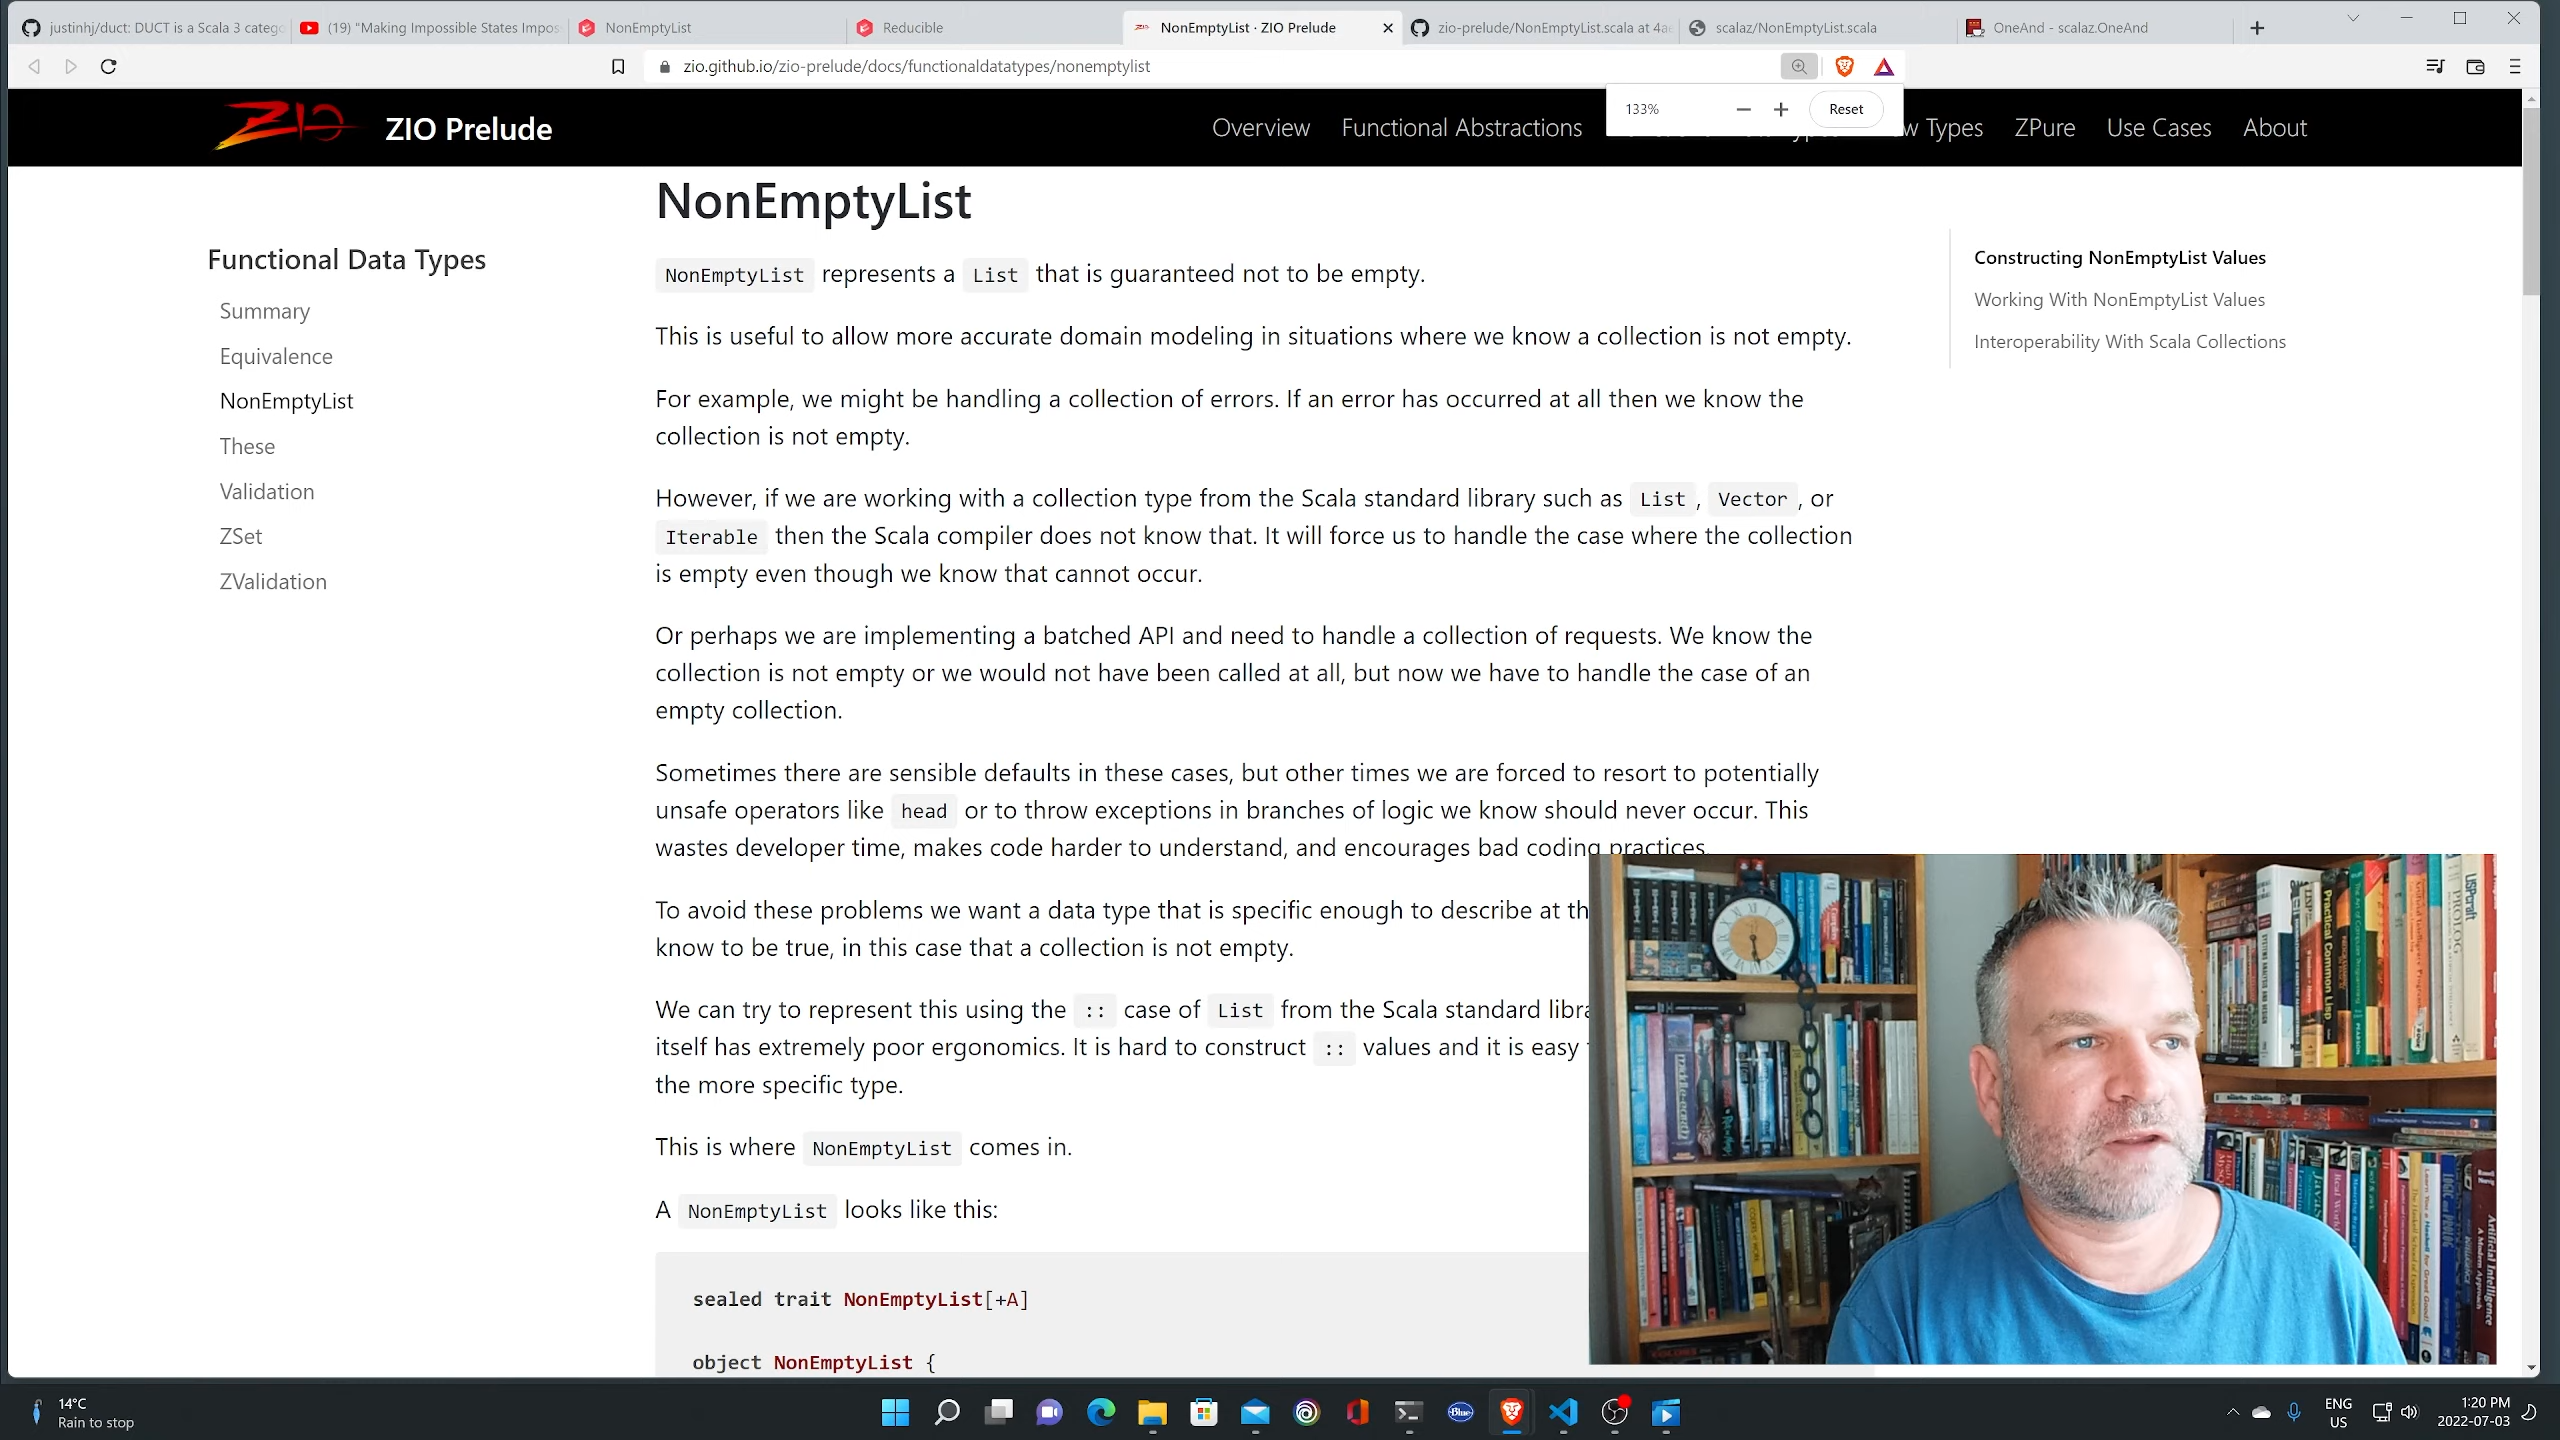 justinhj/duct: DUCT is a Scala 3 catego
(19) "Making Impossible States Impos
NonEmptyList
Reducible
NonEmptyList · ZIO Prelude
zio-prelude/NonEmptyList.scala at 4ae
scalaz/NonEmptyList.scala
OneAnd - scalaz.OneAnd
zio.github.io/zio-prelude/docs/functionaldatatypes/nonemptylist
133%
Reset
ZIO
ZIO Prelude
Overview
Functional Abstractions
w Types
ZPure
Use Cases
About
Functional Data Types
Summary
Equivalence
NonEmptyList
These
Validation
ZSet
ZValidation
NonEmptyList
NonEmptyList represents a List that is guaranteed not to be empty.
This is useful to allow more accurate domain modeling in situations where we know a collection is not empty.
For example, we might be handling a collection of errors. If an error has occurred at all then we know the
collection is not empty.
However, if we are working with a collection type from the Scala standard library such as List, Vector, or
Iterable then the Scala compiler does not know that. It will force us to handle the case where the collection
is empty even though we know that cannot occur.
Or perhaps we are implementing a batched API and need to handle a collection of requests. We know the
collection is not empty or we would not have been called at all, but now we have to handle the case of an
empty collection.
Sometimes there are sensible defaults in these cases, but other times we are forced to resort to potentially
unsafe operators like head or to throw exceptions in branches of logic we know should never occur. This
wastes developer time, makes code harder to understand, and encourages bad coding practices.
To avoid these problems we want a data type that is specific enough to describe at th
know to be true, in this case that a collection is not empty.
We can try to represent this using the :: case of List from the Scala standard libra
itself has extremely poor ergonomics. It is hard to construct :: values and it is easy
the more specific type.
This is where NonEmptyList comes in.
A NonEmptyList looks like this:
sealed trait NonEmptyList[+A]
object NonEmptyList {
Constructing NonEmptyList Values
Working With NonEmptyList Values
Interoperability With Scala Collections
Practical Common Lisp
LISPcraft
PROLOG
Artificial Intelligence
A Modern Approach
14°C
Rain to stop
Blue
ENG
US
1:20 PM
2022-07-03